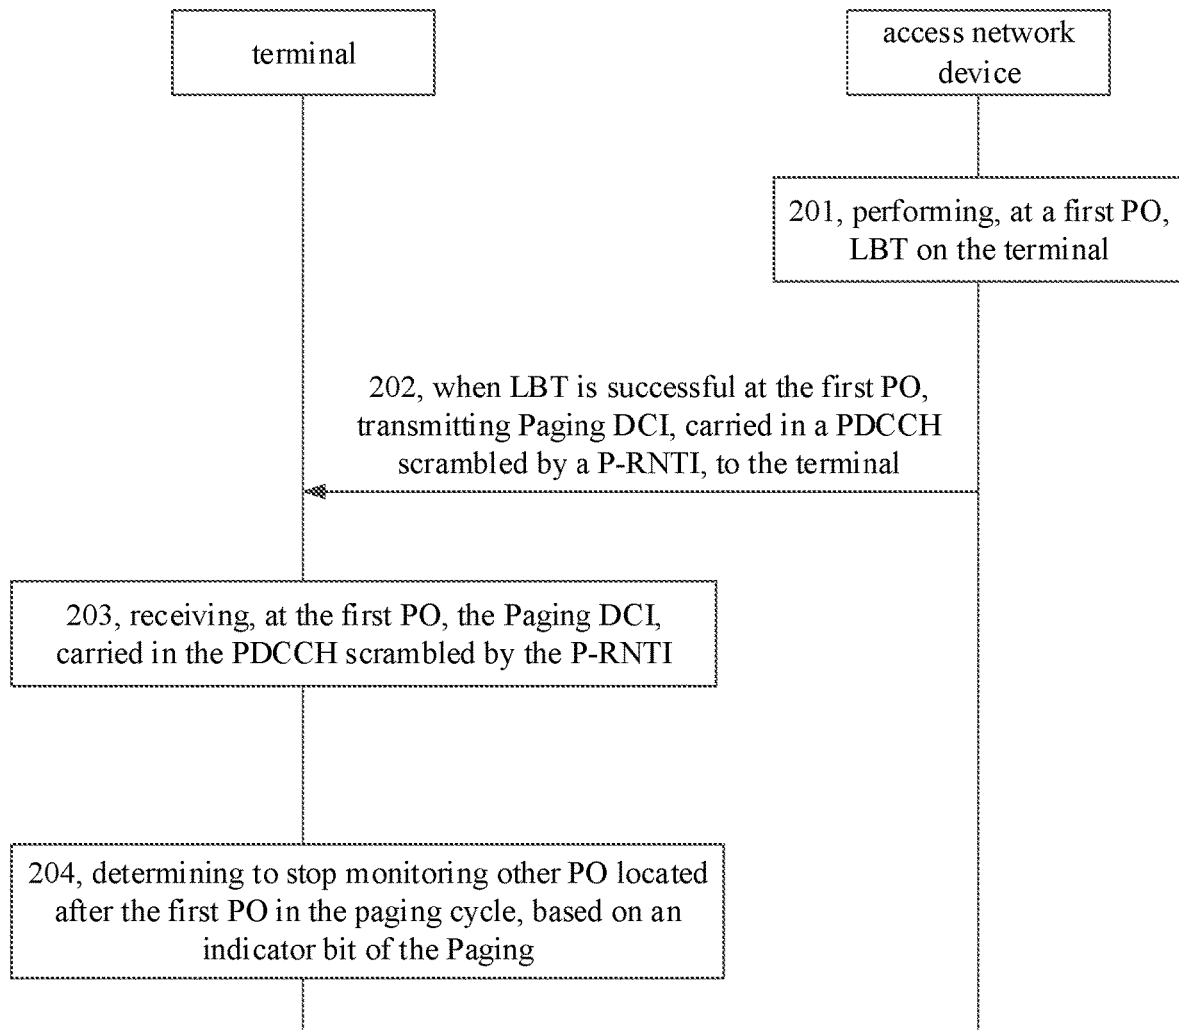 terminal
access network
device
201, performing, at a first PO,
LBT on the terminal
202, when LBT is successful at the first PO,
transmitting Paging DCI, carried in a PDCCH
scrambled by a P-RNTI, to the terminal
203, receiving, at the first PO, the Paging DCI,
carried in the PDCCH scrambled by the P-RNTI
204, determining to stop monitoring other PO located
after the first PO in the paging cycle, based on an
indicator bit of the Paging